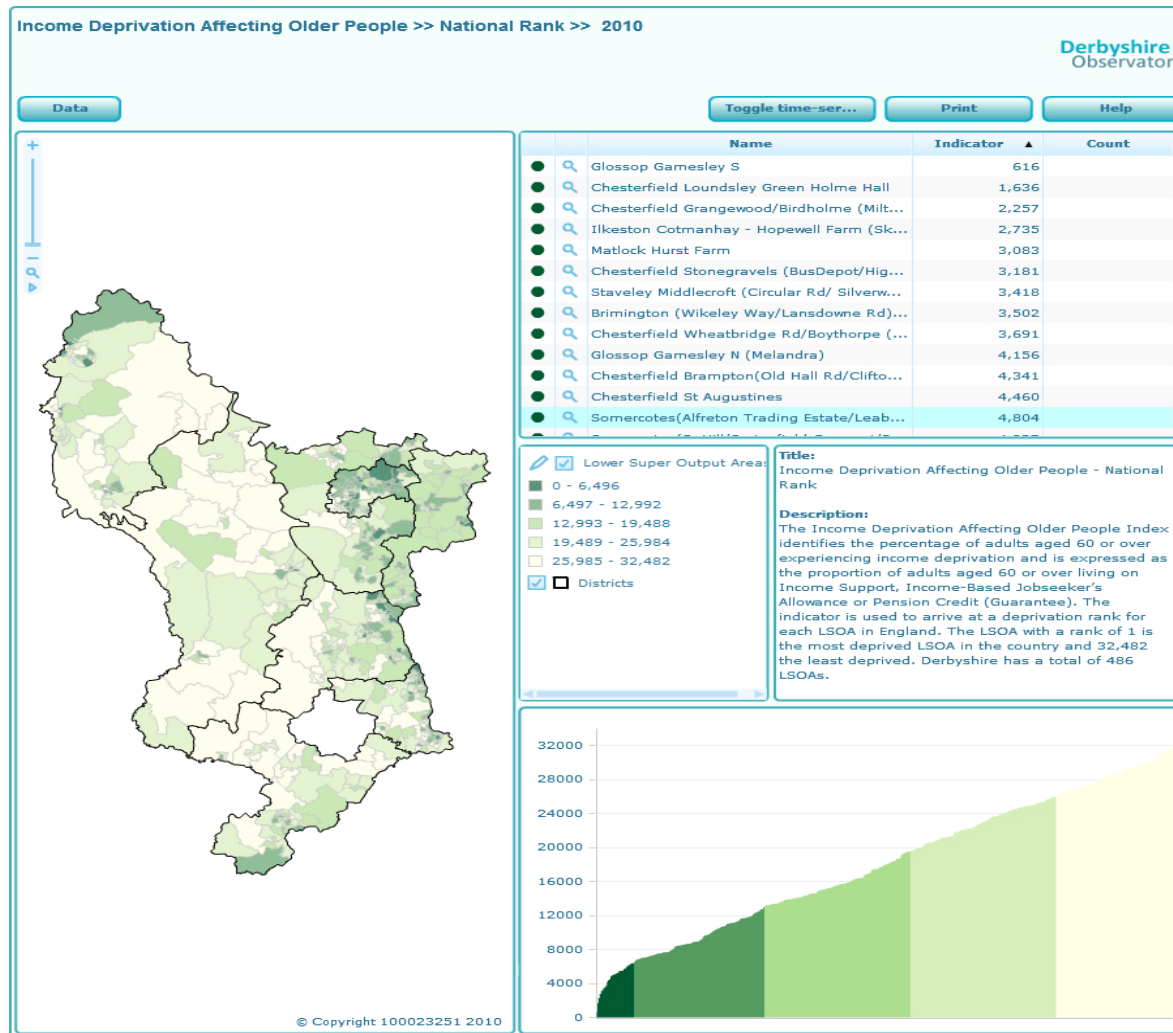 Income Deprivation Affecting Older People >> National Rank >> 2010
Derbyshire
Observator
Data
Toggle time-ser...
Print
Help
Name Indicator ▲ Count
Glossop Gamesley S 616
Chesterfield Loundsley Green Holme Hall 1,636
Chesterfield Grangewood/Birdholme (Milt... 2,257
Ilkeston Cotmanhay - Hopewell Farm (Sk... 2,735
Matlock Hurst Farm 3,083
Chesterfield Stonegravels (BusDepot/Hig... 3,181
Staveley Middlecroft (Circular Rd/ Silverw... 3,418
Brimington (Wikeley Way/Lansdowne Rd)... 3,502
Chesterfield Wheatbridge Rd/Boythorpe (... 3,691
Glossop Gamesley N (Melandra) 4,156
Chesterfield Brampton(Old Hall Rd/Clifto... 4,341
Chesterfield St Augustines 4,460
Somercotes(Alfreton Trading Estate/Leab... 4,804
Lower Super Output Areas
0 - 6,496
6,497 - 12,992
12,993 - 19,488
19,489 - 25,984
25,985 - 32,482
Districts
Title:
Income Deprivation Affecting Older People - National
Rank
Description:
The Income Deprivation Affecting Older People Index
identifies the percentage of adults aged 60 or over
experiencing income deprivation and is expressed as
the proportion of adults aged 60 or over living on
Income Support, Income-Based Jobseeker's
Allowance or Pension Credit (Guarantee). The
indicator is used to arrive at a deprivation rank for
each LSOA in England. The LSOA with a rank of 1 is
the most deprived LSOA in the country and 32,482
the least deprived. Derbyshire has a total of 486
LSOAs.
32000
28000
24000
20000
16000
12000
8000
4000
0
© Copyright 100023251 2010